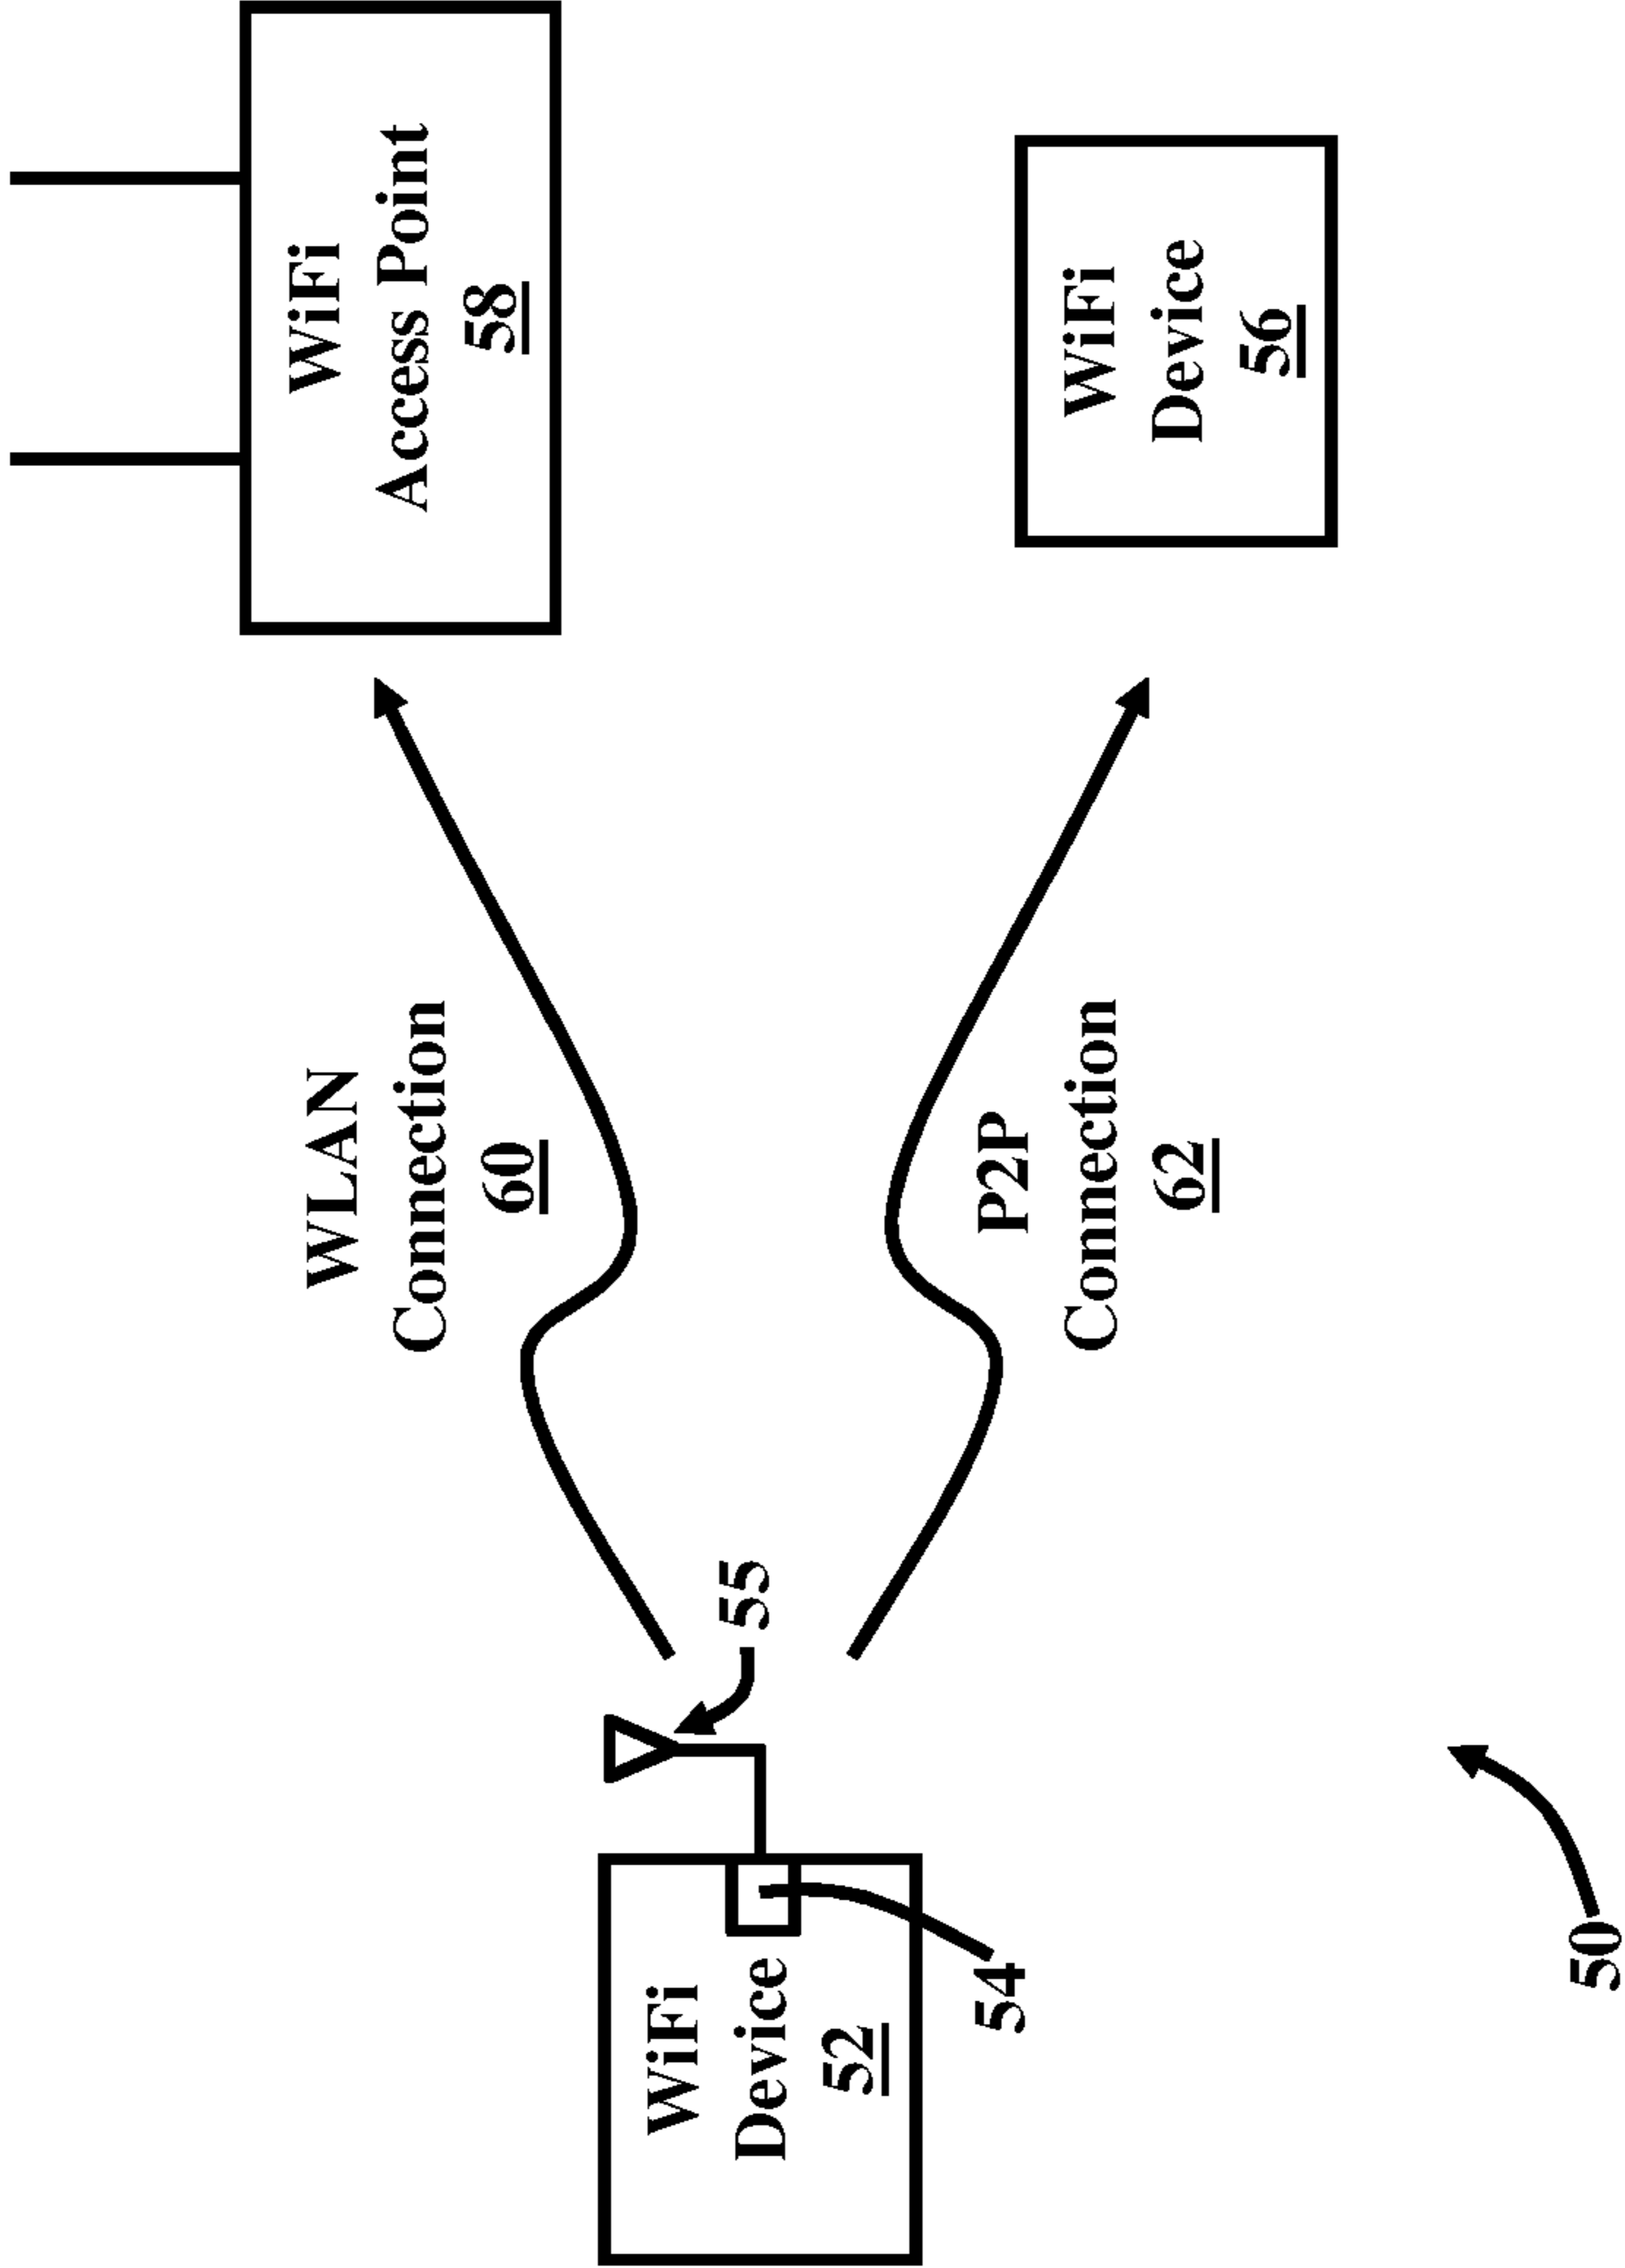 WiFi
Access Point
58
WLAN
Connection
60
55
WiFi
Device
52
54
P2P
Connection
62
WiFi
Device
56
50